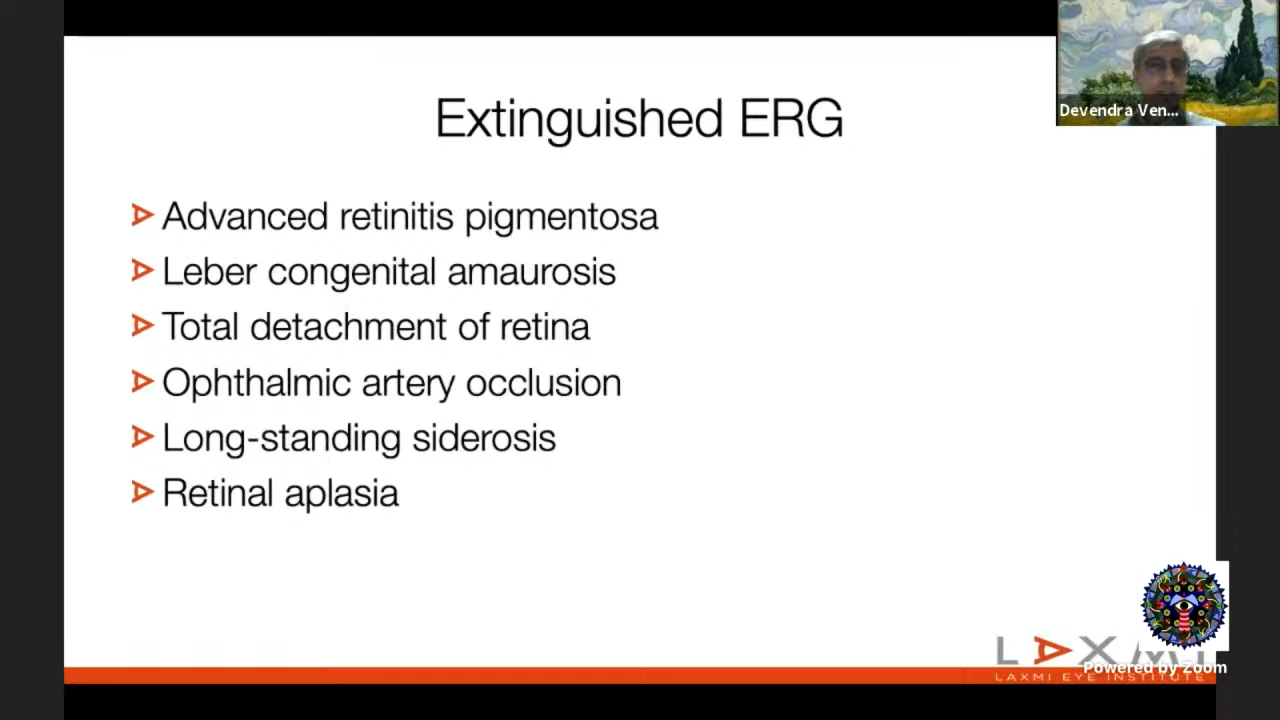 Extinguished ERG
Devendra Ven...
Advanced retinitis pigmentosa
Leber congenital amaurosis
Total detachment of retina
Ophthalmic artery occlusion
Long-standing siderosis
Retinal aplasia
LAXMI
Powered by Zoom
LAXMI EYE INSTITUTE